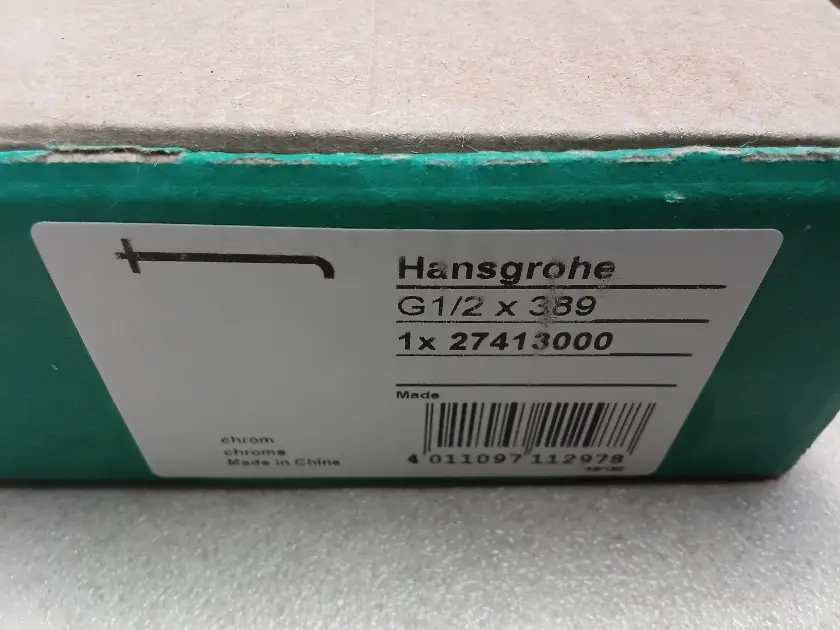 Hansgrohe
G1/2 x 389
1x 27413000
Made
chrom
chrome
Made in China
4 011097 112978